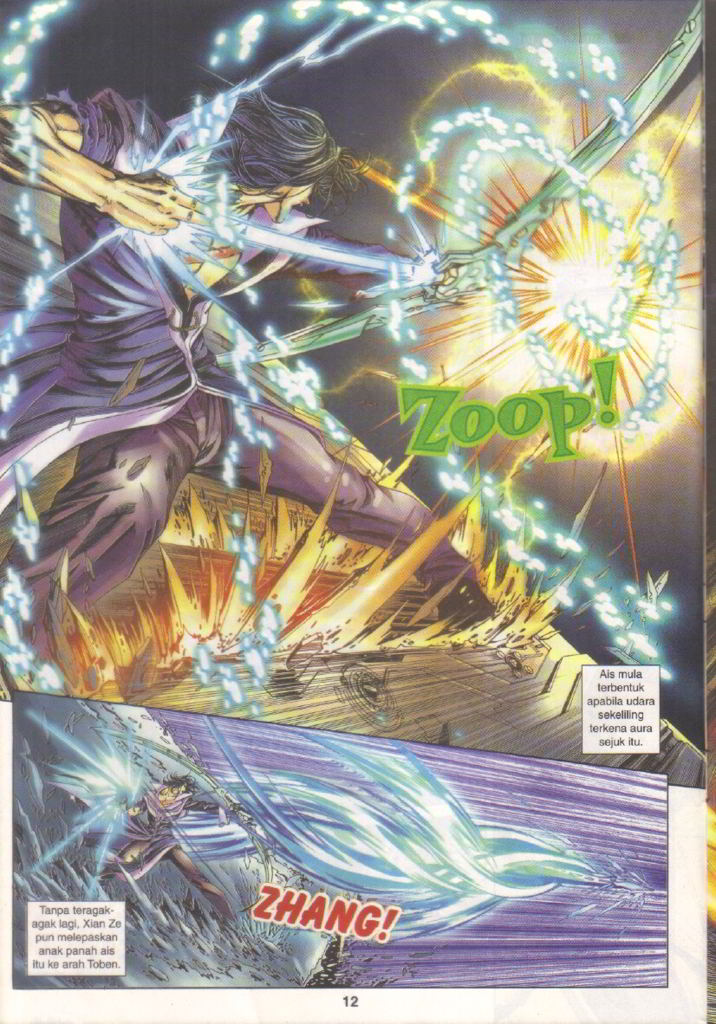 Zoop!
Ais mula
terbentuk
apabila udara
sekeliling
terkena aura
sejuk itu.
ZHANG!
Tanpa teragak-
agak lagi, Xian Ze
pun melepaskan
anak panah ais
itu ke arah Toben.
12